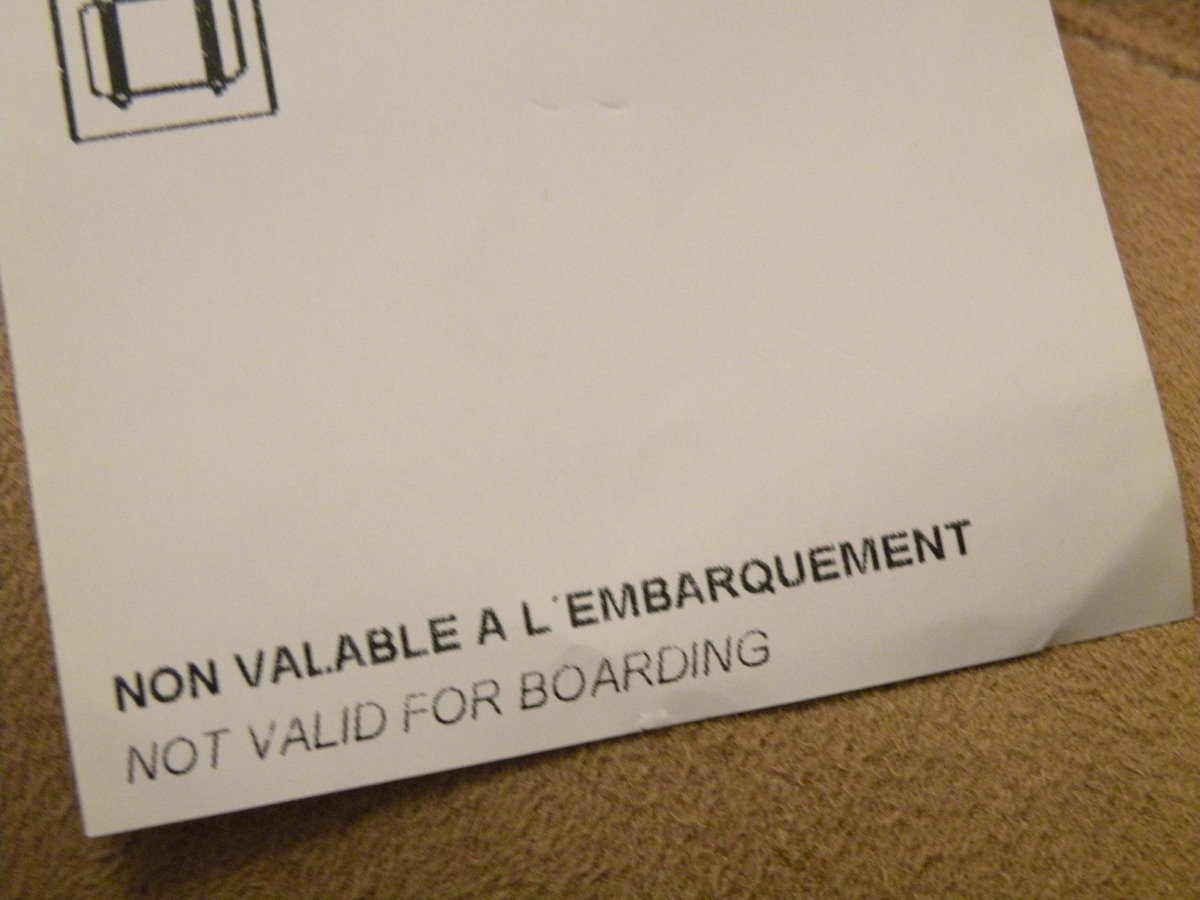 NON VALABLE A L'EMBARQUEMENT
NOT VALID FOR BOARDING